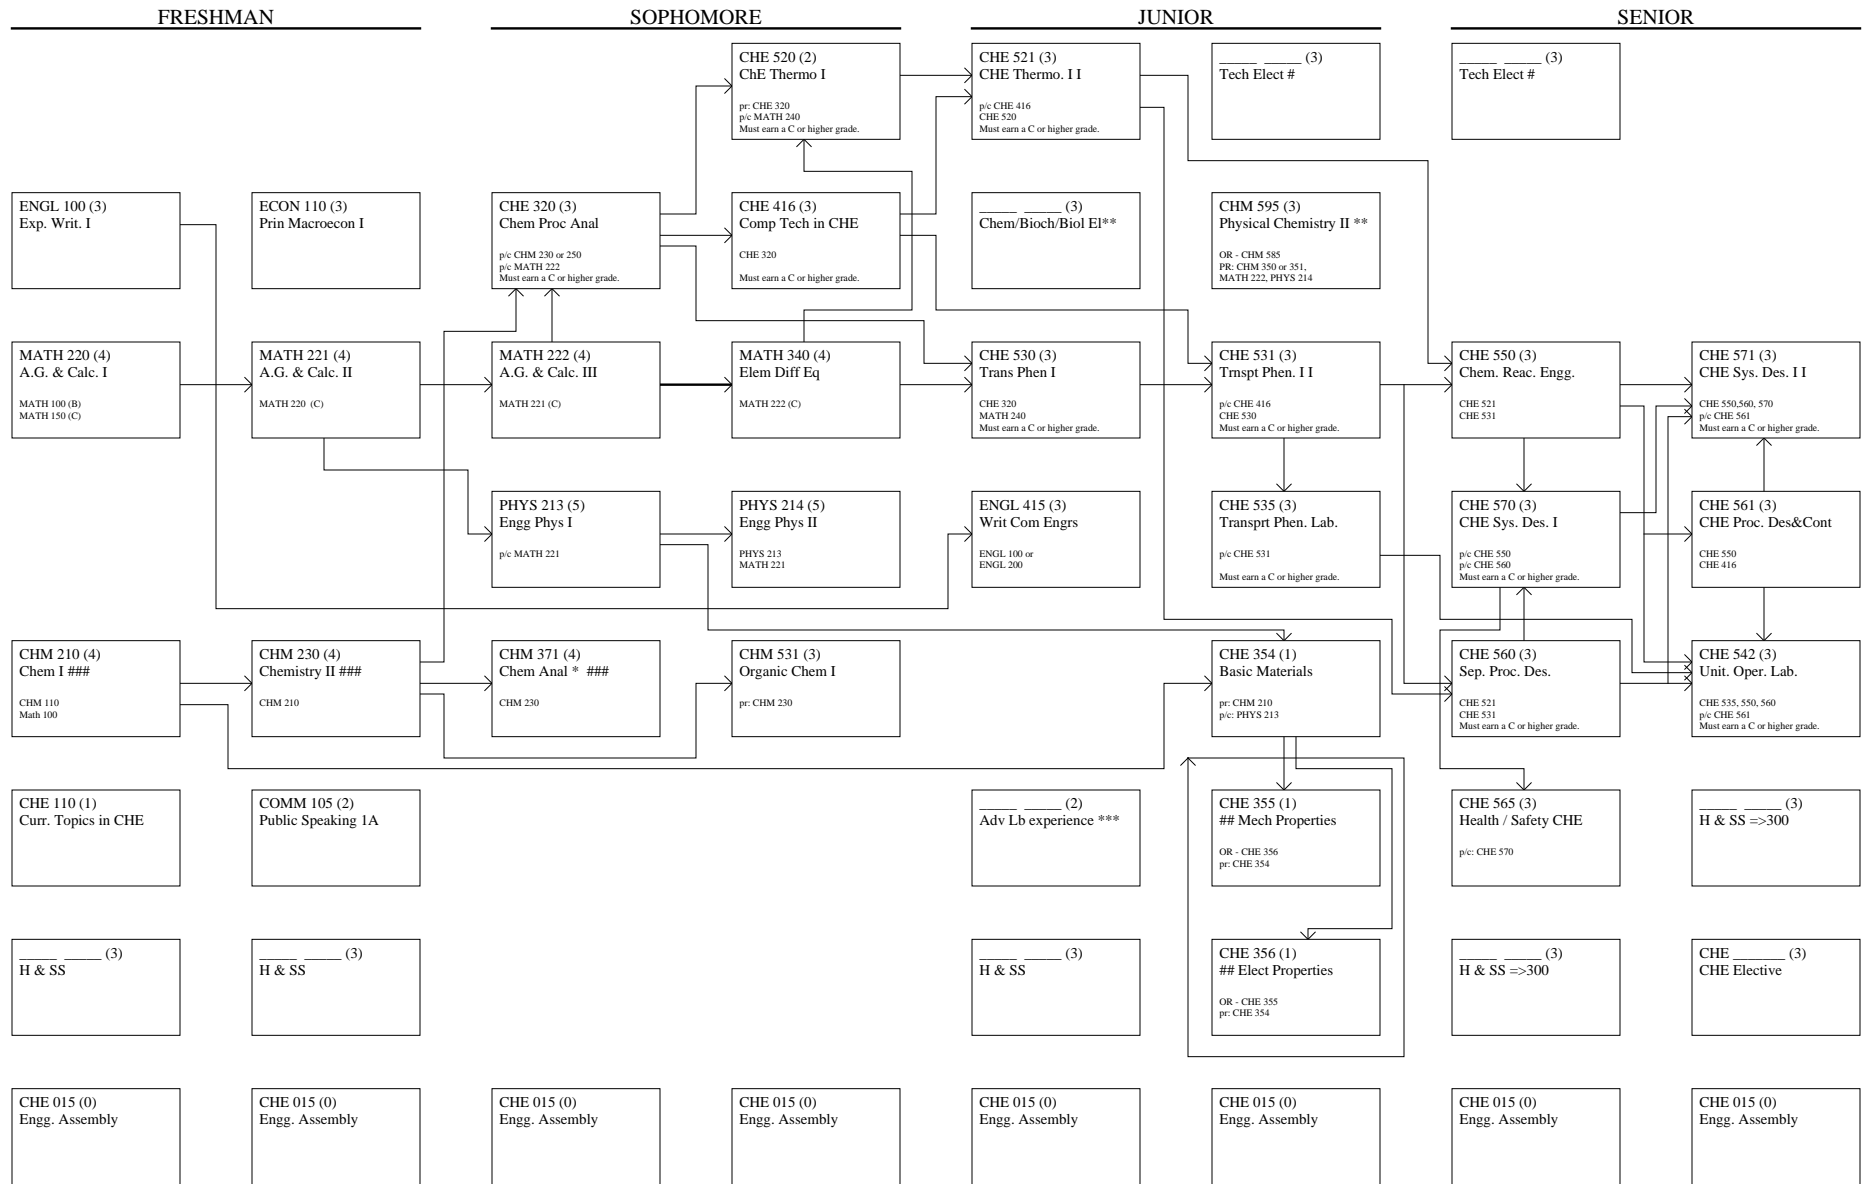 FRESHMAN
SOPHOMORE
JUNIOR
SENIOR
CHE 520 (2)
ChE Thermo I
pr: CHE 320
p/c MATH 240
Must earn a C or higher grade.
CHE 521 (3)
CHE Thermo. I I
p/c CHE 416
CHE 520
Must earn a C or higher grade.
_____ _____ (3)
Tech Elect #
_____ _____ (3)
Tech Elect #
ENGL 100 (3)
Exp. Writ. I
ECON 110 (3)
Prin Macroecon I
CHE 320 (3)
Chem Proc Anal
p/c CHM 230 or 250
p/c MATH 222
Must earn a C or higher grade.
CHE 416 (3)
Comp Tech in CHE
CHE 320
Must earn a C or higher grade.
_____ _____ (3)
Chem/Bioch/Biol El**
CHM 595 (3)
Physical Chemistry II **
OR - CHM 585
PR: CHM 350 or 351,
MATH 222, PHYS 214
MATH 220 (4)
A.G. & Calc. I
MATH 100 (B)
MATH 150 (C)
MATH 221 (4)
A.G. & Calc. II
MATH 220 (C)
MATH 222 (4)
A.G. & Calc. III
MATH 221 (C)
MATH 340 (4)
Elem Diff Eq
MATH 222 (C)
CHE 530 (3)
Trans Phen I
CHE 320
MATH 240
Must earn a C or higher grade.
CHE 531 (3)
Trnspt Phen. I I
p/c CHE 416
CHE 530
Must earn a C or higher grade.
CHE 550 (3)
Chem. Reac. Engg.
CHE 521
CHE 531
CHE 571 (3)
CHE Sys. Des. I I
CHE 550,560, 570
p/c CHE 561
Must earn a C or higher grade.
PHYS 213 (5)
Engg Phys I
p/c MATH 221
PHYS 214 (5)
Engg Phys II
PHYS 213
MATH 221
ENGL 415 (3)
Writ Com Engrs
ENGL 100 or
ENGL 200
CHE 535 (3)
Transprt Phen. Lab.
p/c CHE 531
Must earn a C or higher grade.
CHE 570 (3)
CHE Sys. Des. I
p/c CHE 550
p/c CHE 560
Must earn a C or higher grade.
CHE 561 (3)
CHE Proc. Des&Cont
CHE 550
CHE 416
CHM 210 (4)
Chem I ###
CHM 110
Math 100
CHM 230 (4)
Chemistry II ###
CHM 210
CHM 371 (4)
Chem Anal * ###
CHM 230
CHM 531 (3)
Organic Chem I
pr: CHM 230
CHE 354 (1)
Basic Materials
pr: CHM 210
p/c: PHYS 213
CHE 560 (3)
Sep. Proc. Des.
CHE 521
CHE 531
Must earn a C or higher grade.
CHE 542 (3)
Unit. Oper. Lab.
CHE 535, 550, 560
p/c CHE 561
Must earn a C or higher grade.
CHE 110 (1)
Curr. Topics in CHE
COMM 105 (2)
Public Speaking 1A
_____ _____ (2)
Adv Lb experience ***
CHE 355 (1)
## Mech Properties
OR - CHE 356
pr: CHE 354
CHE 565 (3)
Health / Safety CHE
p/c: CHE 570
_____ _____ (3)
H & SS =>300
_____ _____ (3)
H & SS
_____ _____ (3)
H & SS
_____ _____ (3)
H & SS
CHE 356 (1)
## Elect Properties
OR - CHE 355
pr: CHE 354
_____ _____ (3)
H & SS =>300
CHE _______ (3)
CHE Elective
CHE 015 (0)
Engg. Assembly
CHE 015 (0)
Engg. Assembly
CHE 015 (0)
Engg. Assembly
CHE 015 (0)
Engg. Assembly
CHE 015 (0)
Engg. Assembly
CHE 015 (0)
Engg. Assembly
CHE 015 (0)
Engg. Assembly
CHE 015 (0)
Engg. Assembly